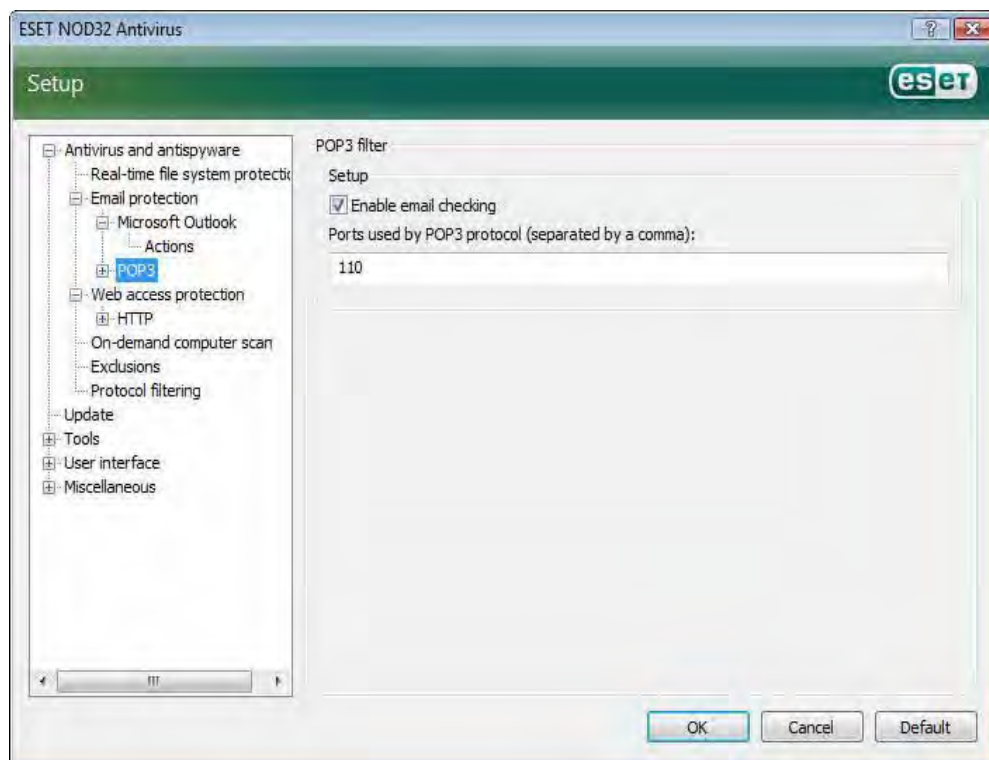 ESET NOD32 Antivirus
Setup
eset
Antivirus and antispyware
Real-time file system protectic
Email protection
Microsoft Outlook
Actions
POP3
Web access protection
HTTP
On-demand computer scan
Exclusions
Protocol filtering
Update
Tools
User interface
Miscellaneous
POP3 filter
Setup
Enable email checking
Ports used by POP3 protocol (separated by a comma):
110
OK
Cancel
Default